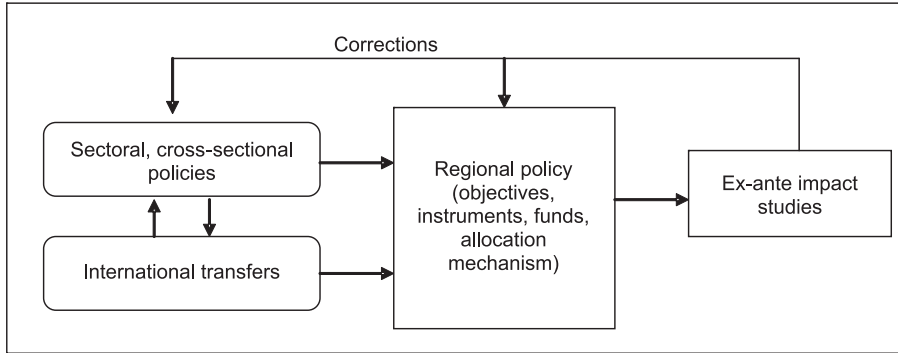 Corrections
Sectoral, cross-sectional
policies
International transfers
Regional policy
(objectives,
instruments, funds,
allocation
mechanism)
Ex-ante impact
studies